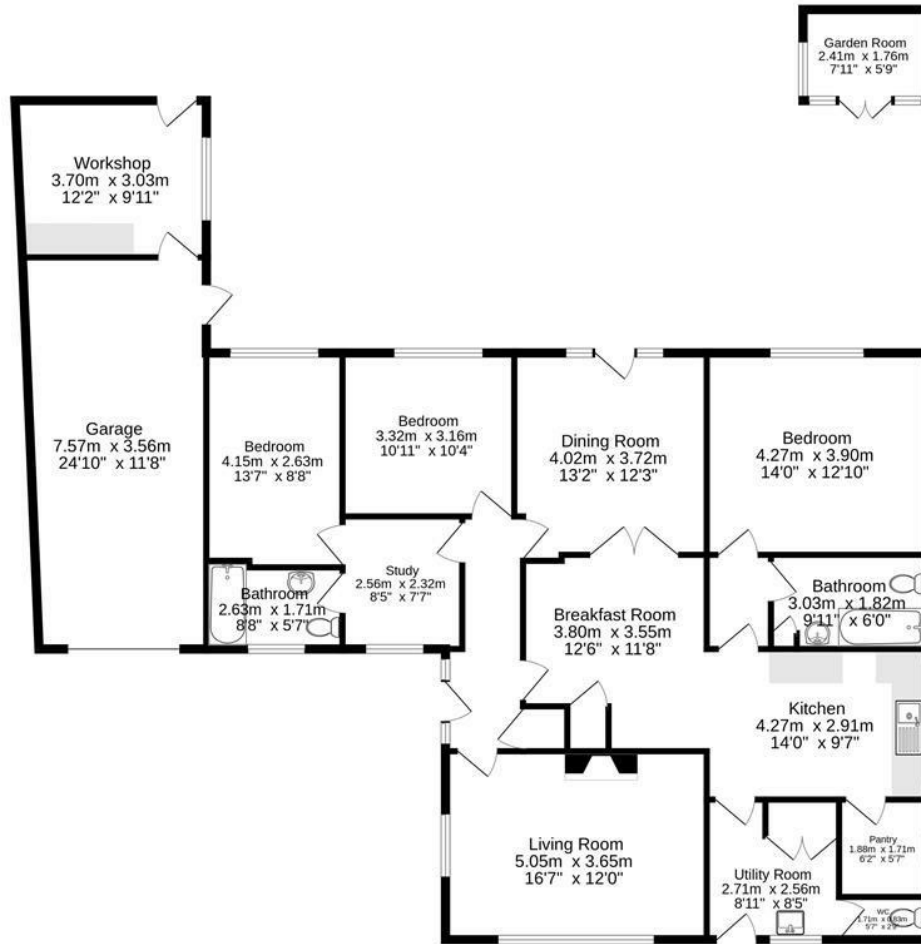 Garden Room
2.41m x 1.76m
7'11" x 5'9"
Workshop
3.70m x 3.03m
12'2" x 9'11"
Garage
7.57m x 3.56m
24'10" x 11'8"
Bedroom
4.15m x 2.63m
13'7" x 8'8"
Bedroom
3.32m x 3.16m
10'11" x 10'4"
Dining Room
4.02m x 3.72m
13'2" x 12'3"
Bedroom
4.27m x 3.90m
14'0" x 12'10"
Study
2.56m x 2.32m
8'5" x 7'7"
Bathroom
2.63m x 1.71m
8'8" x 5'7"
Breakfast Room
3.80m x 3.55m
12'6" x 11'8"
Bathroom
3.03m x 1.82m
9'11" x 6'0"
Kitchen
4.27m x 2.91m
14'0" x 9'7"
Living Room
5.05m x 3.65m
16'7" x 12'0"
Pantry
1.88m x 1.71m
6'2" x 5'7"
Utility Room
2.71m x 2.56m
8'11" x 8'5"
WC
1.71m x 0.83m